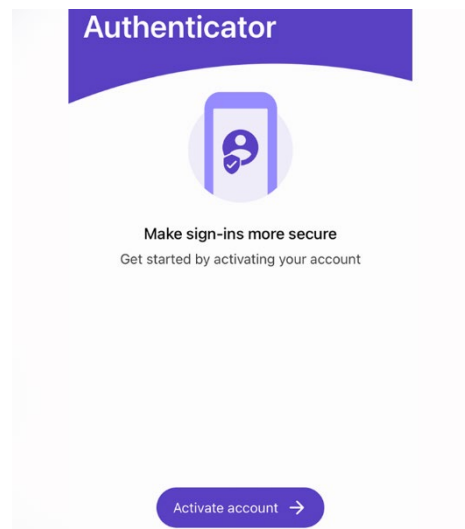 Authenticator
Make sign-ins more secure
Get started by activating your account
Activate account →